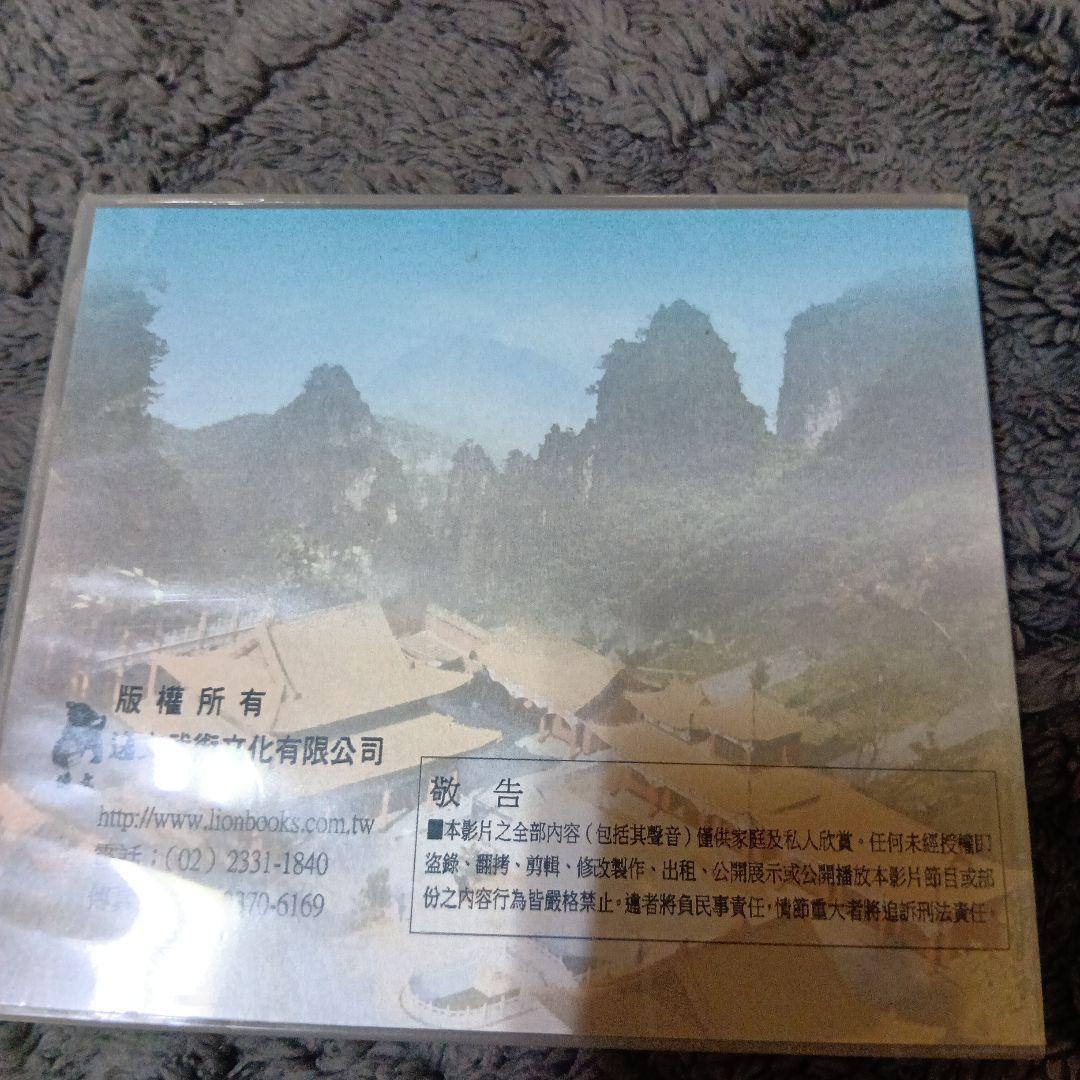 版權所有
武術文化有限公司
http://www.lionbooks.com.tw
電話：(02) 2331-1840
2370-6169
敬 告
■本影片之全部內容（包括其聲音）僅供家庭及私人欣賞。任何未經授權即
盜錄、翻拷、剪輯、修改製作、出租、公開展示或公開播放本影片節目或部
份之內容行為皆嚴格禁止。違者將負民事責任，情節重大者將追訴刑法責任。